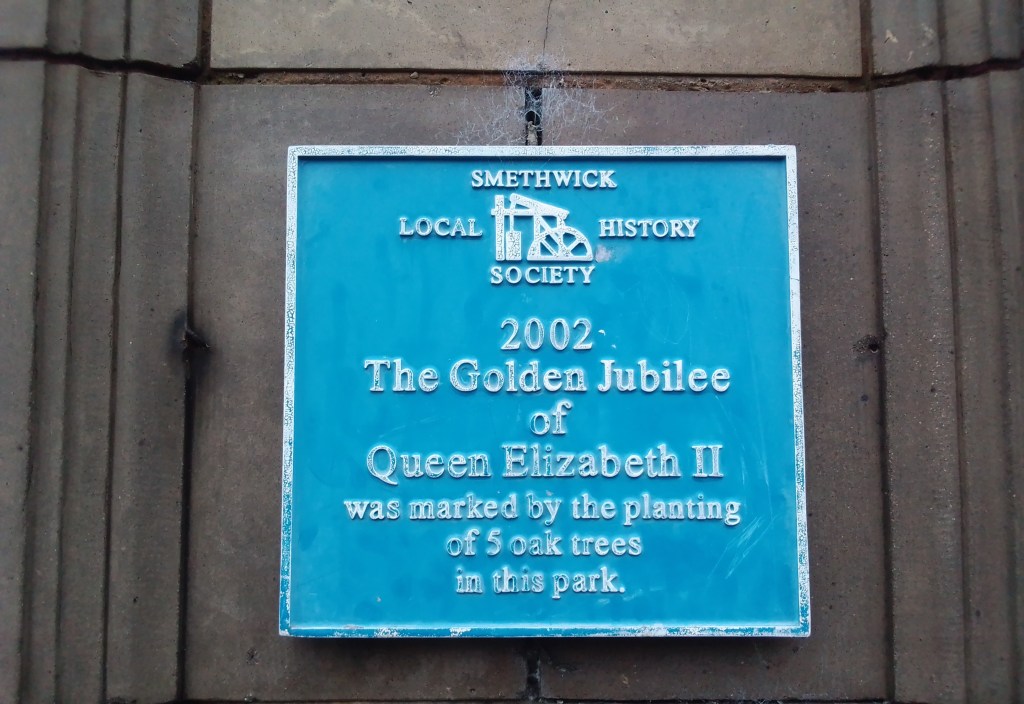 SMETHWICK
LOCAL HISTORY
SOCIETY
2002
The Golden Jubilee
of
Queen Elizabeth II
was marked by the planting
of 5 oak trees
in this park.